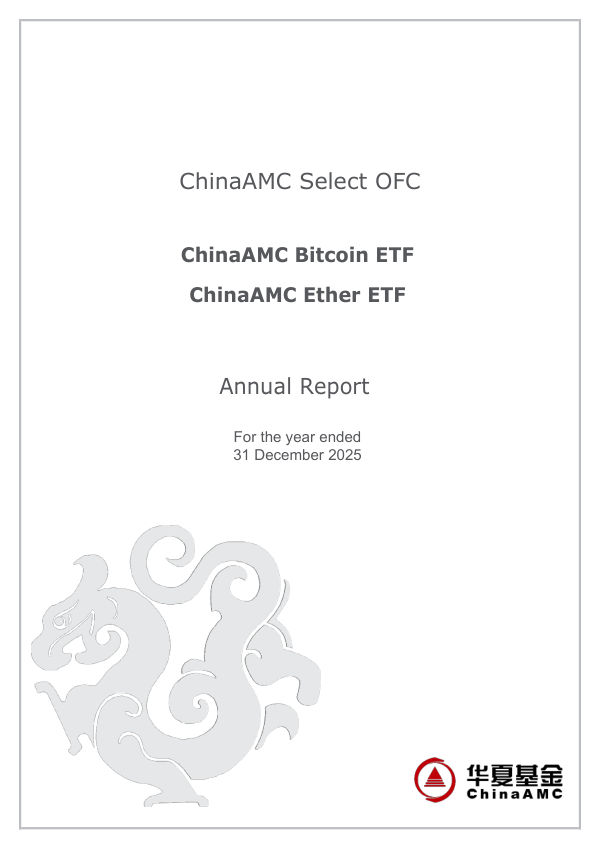 ChinaAMC Select OFC
ChinaAMC Bitcoin ETF
ChinaAMC Ether ETF
Annual Report
For the year ended
31 December 2025
华夏基金
ChinaAMC